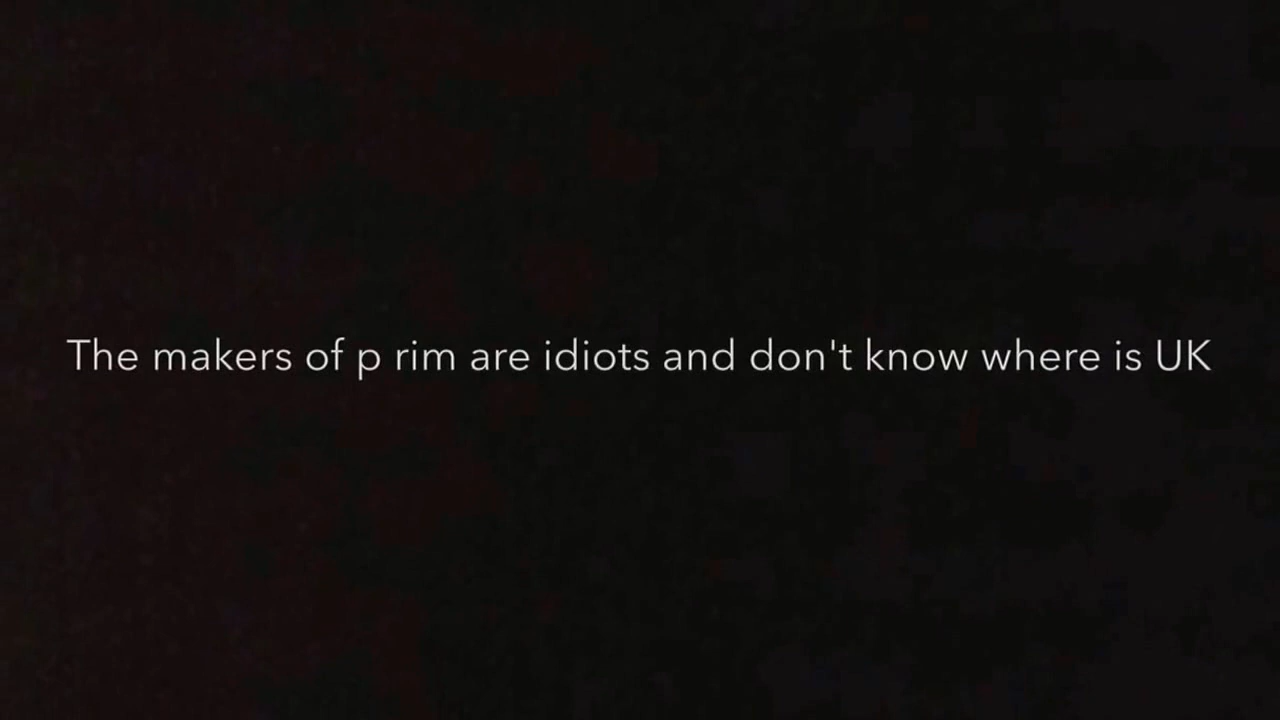 The makers of p rim are idiots and don't know where is UK